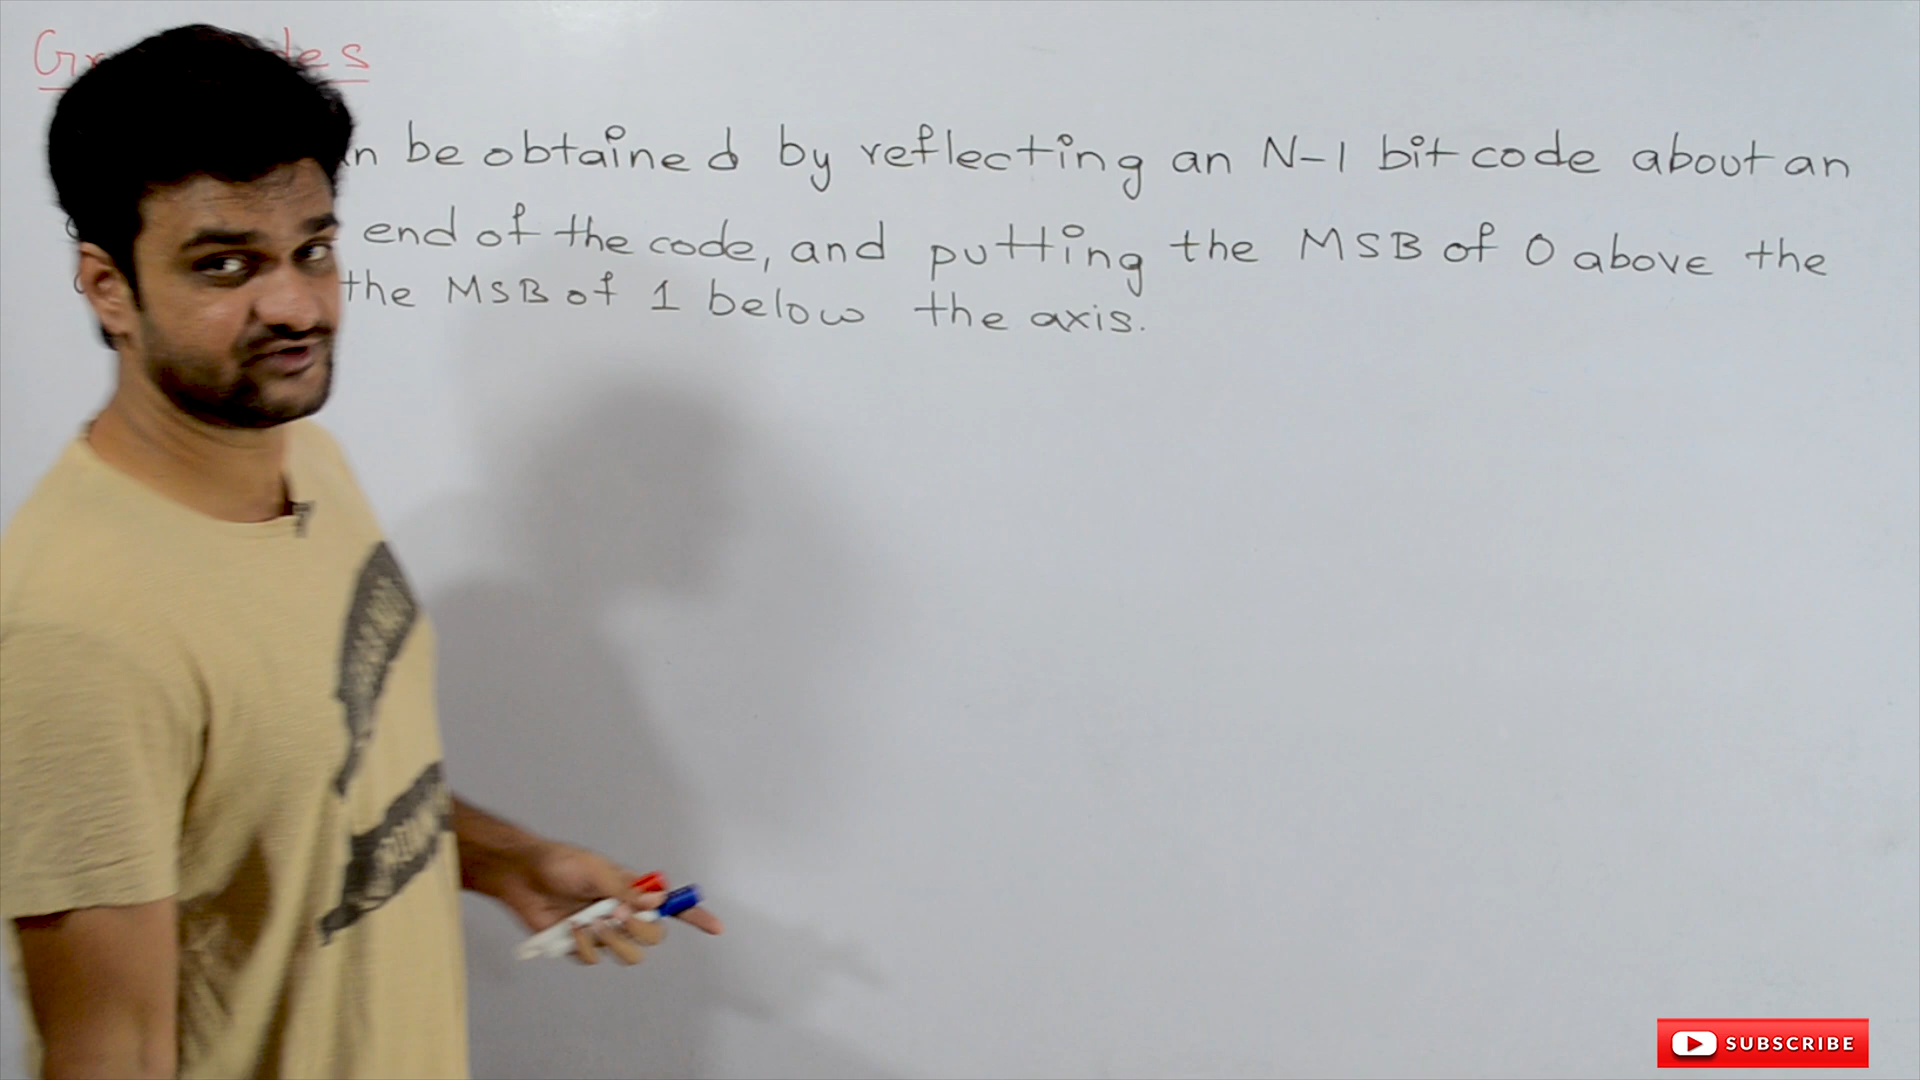 be obtained by reflecting an N-1 bit code about an
end of the code, and putting the MSB of 0 above the
the MSB of 1 below the axis.
SUBSCRIBE